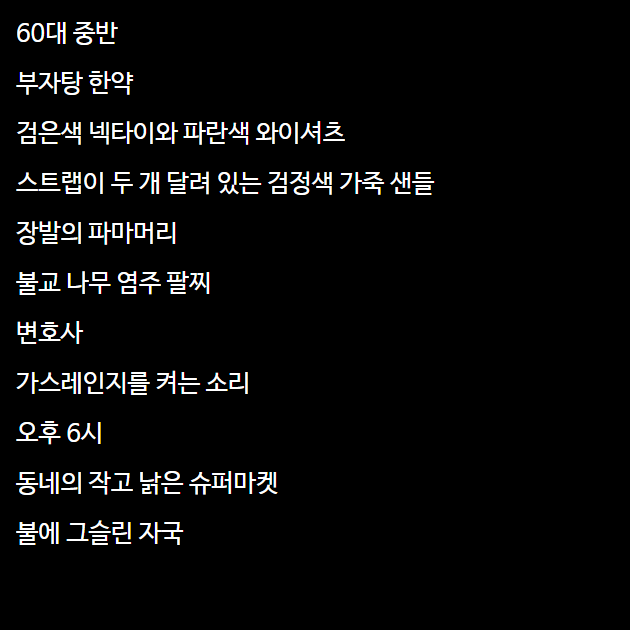 60대 중반
부자탕 한약
검은색 넥타이와 파란색 와이셔츠
스트랩이 두 개 달려 있는 검정색 가죽 샌들
장발의 파마머리
불교 나무 염주 팔찌
변호사
가스레인지를 켜는 소리
오후 6시
동네의 작고 낡은 슈퍼마켓
불에 그슬린 자국